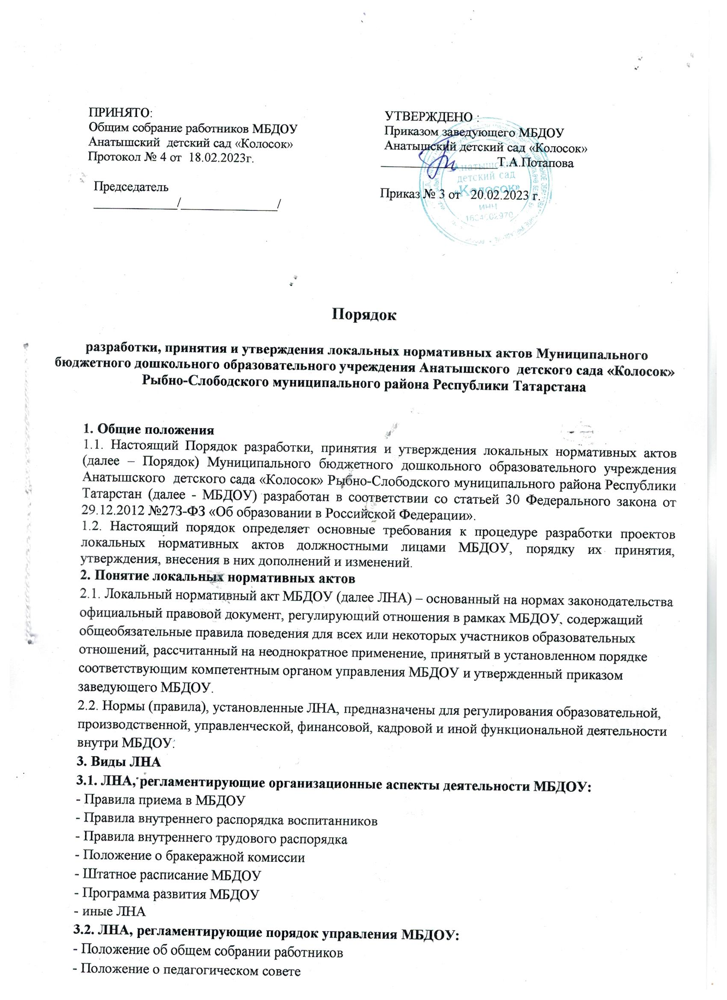 ПРИНЯТО:
Общим собрание работников МБДОУ
Анатышский детский сад «Колосок»
Протокол № 4 от 18.02.2023г.
Председатель
_____________/_______________/
УТВЕРЖДЕНО :
Приказом заведующего МБДОУ
Анатышский детский сад «Колосок»
__________________Т.А.Потапова
Приказ № 3 от 20.02.2023 г.
Анатышский
детский сад
«Колосок»
ИНН
Порядок
разработки, принятия и утверждения локальных нормативных актов Муниципального
бюджетного дошкольного образовательного учреждения Анатышского детского сада «Колосок»
Рыбно-Слободского муниципального района Республики Татарстана
1. Общие положения
1.1. Настоящий Порядок разработки, принятия и утверждения локальных нормативных актов
(далее – Порядок) Муниципального бюджетного дошкольного образовательного учреждения
Анатышского детского сада «Колосок» Рыбно-Слободского муниципального района Республики
Татарстан (далее - МБДОУ) разработан в соответствии со статьей 30 Федерального закона от
29.12.2012 №273-ФЗ «Об образовании в Российской Федерации».
1.2. Настоящий порядок определяет основные требования к процедуре разработки проектов
локальных нормативных актов должностными лицами МБДОУ, порядку их принятия,
утверждения, внесения в них дополнений и изменений.
2. Понятие локальных нормативных актов
2.1. Локальный нормативный акт МБДОУ (далее ЛНА) – основанный на нормах законодательства
официальный правовой документ, регулирующий отношения в рамках МБДОУ, содержащий
общеобязательные правила поведения для всех или некоторых участников образовательных
отношений, рассчитанный на неоднократное применение, принятый в установленном порядке
соответствующим компетентным органом управления МБДОУ и утвержденный приказом
заведующего МБДОУ.
2.2. Нормы (правила), установленные ЛНА, предназначены для регулирования образовательной,
производственной, управленческой, финансовой, кадровой и иной функциональной деятельности
внутри МБДОУ.
3. Виды ЛНА
3.1. ЛНА, регламентирующие организационные аспекты деятельности МБДОУ:
- Правила приема в МБДОУ
- Правила внутреннего распорядка воспитанников
- Правила внутреннего трудового распорядка
- Положение о бракеражной комиссии
- Штатное расписание МБДОУ
- Программа развития МБДОУ
- иные ЛНА
3.2. ЛНА, регламентирующие порядок управления МБДОУ:
- Положение об общем собрании работников
- Положение о педагогическом совете